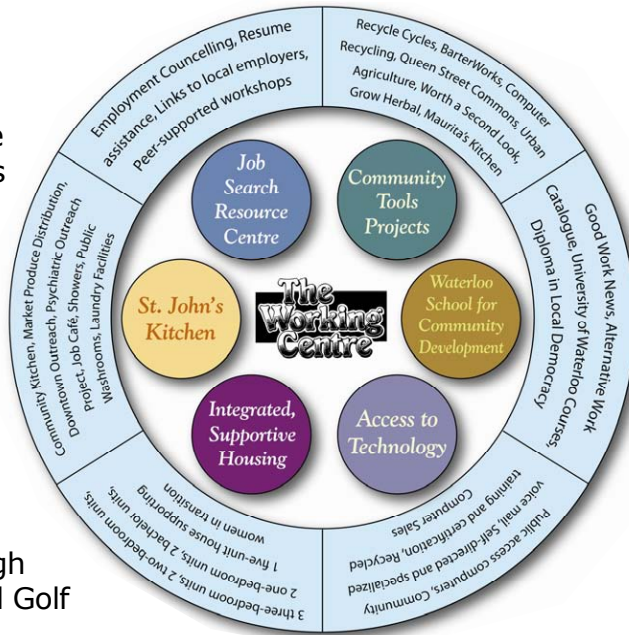 Employment Councelling, Resume
assistance, Links to local employers,
Peer-supported workshops
Recycle Cycles, BarterWorks, Computer
Recycling, Queen Street Commons, Urban
Agriculture, Worth a Second Look,
Grow Herbal, Maurita's Kitchen
Good Work News, Alternative Work
Catalogue, University of Waterloo Courses,
Diploma in Local Democracy
Public access computers, Community
voice mail, Self-directed and specialized
training and certification, Recycled
Computer Sales
3 three-bedroom units, 2 two-bedroom units,
2 one-bedroom units, 2 bachelor units,
1 five-unit house supporting
women in transition
Community Kitchen, Market Produce Distribution,
Downtown Outreach, Psychiatric Outreach
Project, Job Café, Showers, Public
Washrooms, Laundry Facilities
Job
Search
Resource
Centre
Community
Tools
Projects
St. John's
Kitchen
The
Working
Centre
Waterloo
School for
Community
Development
Integrated,
Supportive
Housing
Access to
Technology
e
s
gh
Golf